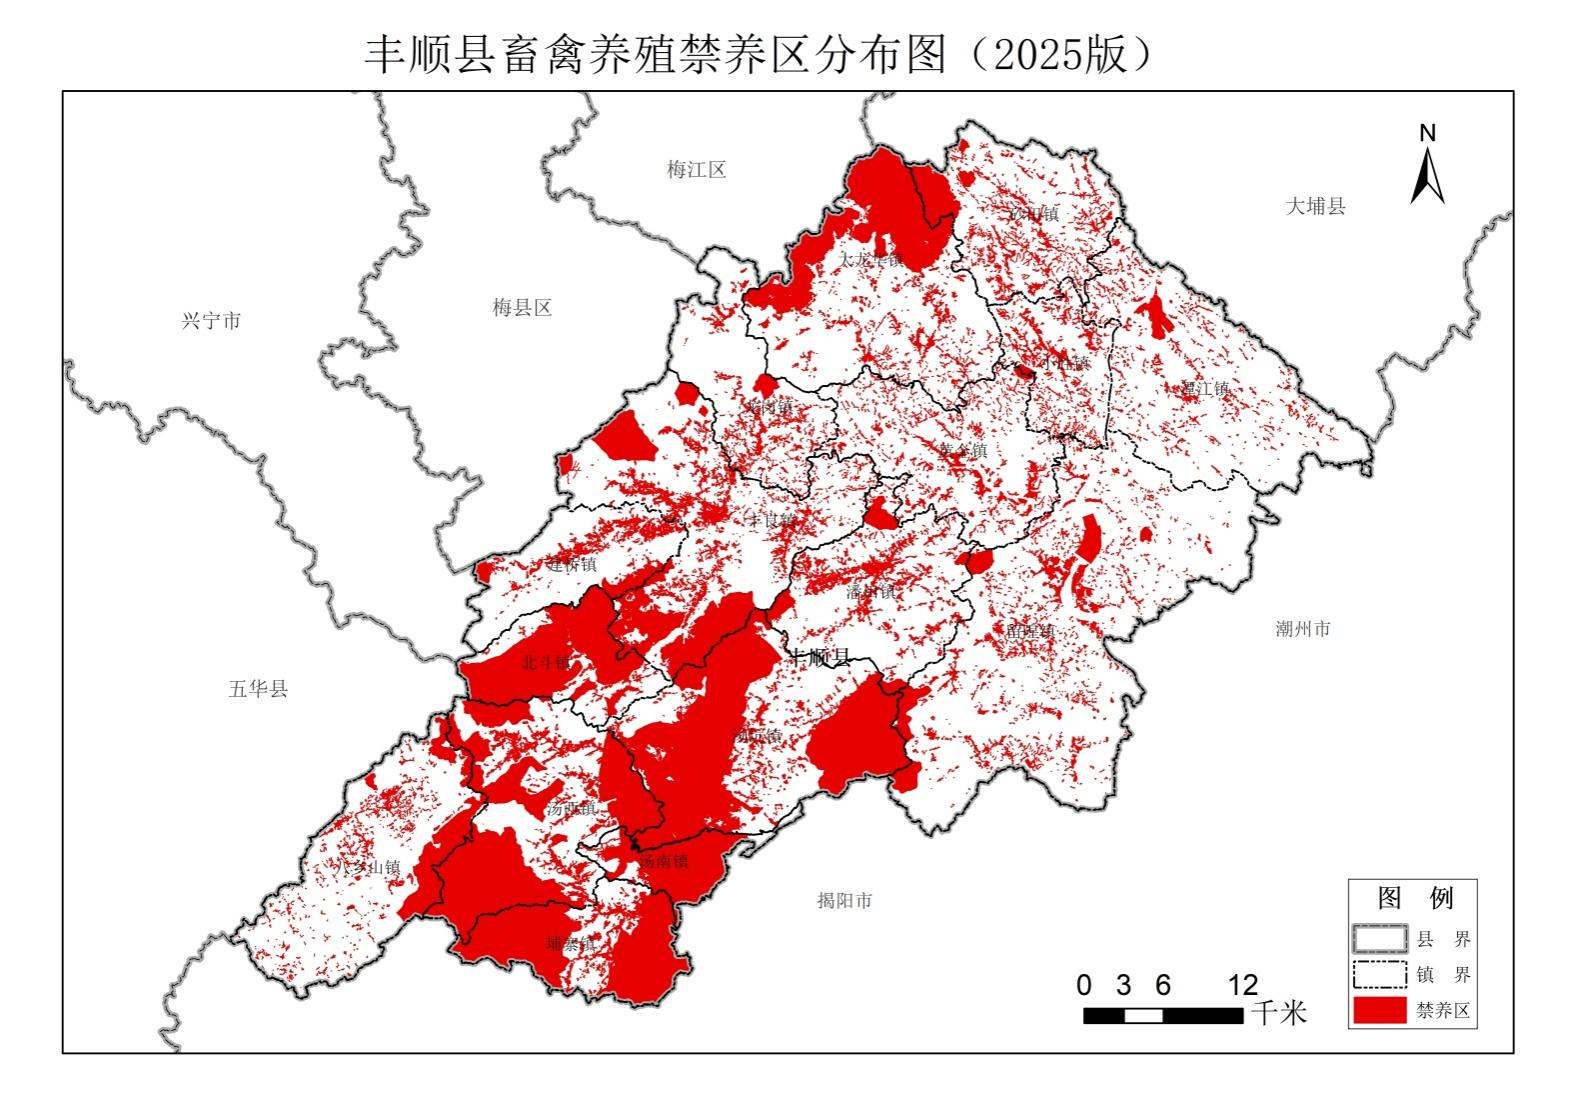 丰顺县畜禽养殖禁养区分布图（2025版）
N
梅江区
大埔县
砂田镇
大龙华镇
梅县区
兴宁市
小胜镇
潭江镇
龙岗镇
黄金镇
丰良镇
建桥镇
潘田镇
留隍镇
潮州市
丰顺县
北斗镇
五华县
汤坑镇
汤西镇
汤南镇
八乡山镇
揭阳市
埔寨镇
图 例
县 界
镇 界
禁养区
0 3 6 12
千米